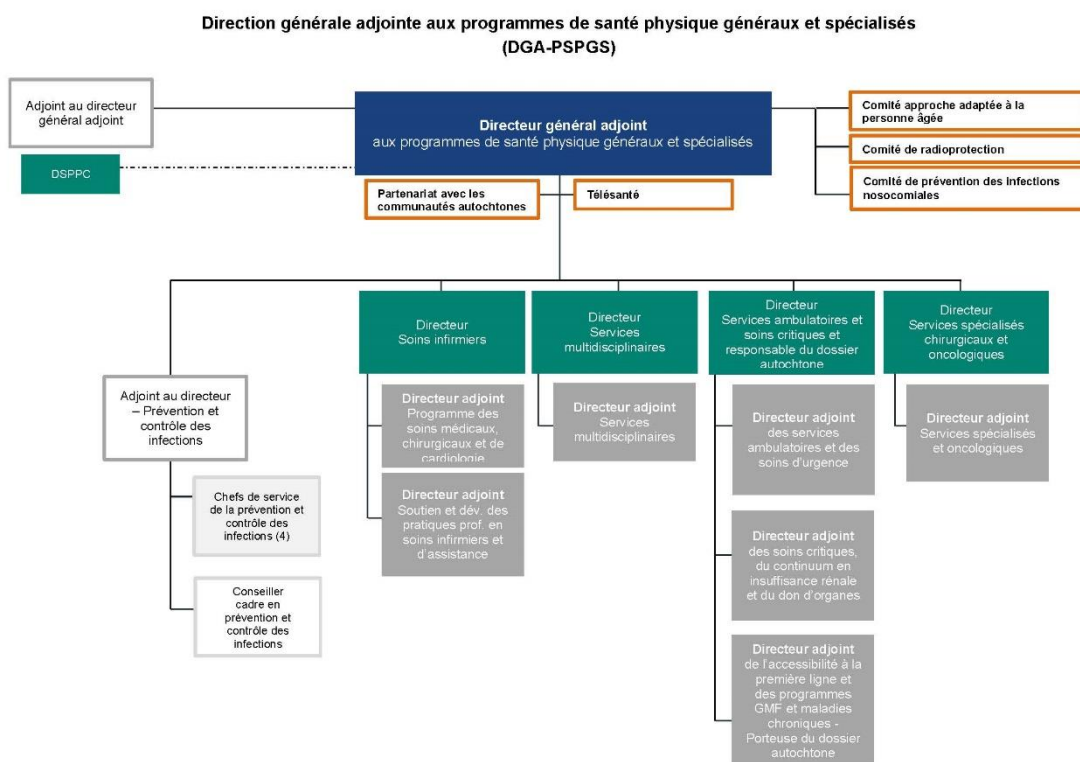 Direction générale adjointe aux programmes de santé physique généraux et spécialisés
(DGA-PSPGS)
Adjoint au directeur
général adjoint
DSPPC
Directeur général adjoint
aux programmes de santé physique généraux et spécialisés
Comité approche adaptée à la
personne âgée
Comité de radioprotection
Comité de prévention des infections
nosocomiales
Partenariat avec les
communautés autochtones
Télésanté
Adjoint au directeur
– Prévention et
contrôle des
infections
Chefs de service
de la prévention et
contrôle des
infections (4)
Conseiller
cadre en
prévention et
contrôle des
infections
Directeur
Soins infirmiers
Directeur adjoint
Programme des
soins médicaux,
chirurgicaux et de
cardiologie
Directeur adjoint
Soutien et dév. des
pratiques prof. en
soins infirmiers et
d'assistance
Directeur
Services
multidisciplinaires
Directeur adjoint
Services
multidisciplinaires
Directeur
Services ambulatoires et
soins critiques et
responsable du dossier
autochtone
Directeur adjoint
des services
ambulatoires et des
soins d'urgence
Directeur adjoint
des soins critiques,
du continuum en
insuffisance rénale
et du don d'organes
Directeur adjoint
de l'accessibilité à la
première ligne et
des programmes
GMF et maladies
chroniques -
Porteuse du dossier
autochtone
Directeur
Services spécialisés
chirurgicaux et
oncologiques
Directeur adjoint
Services spécialisés
et oncologiques